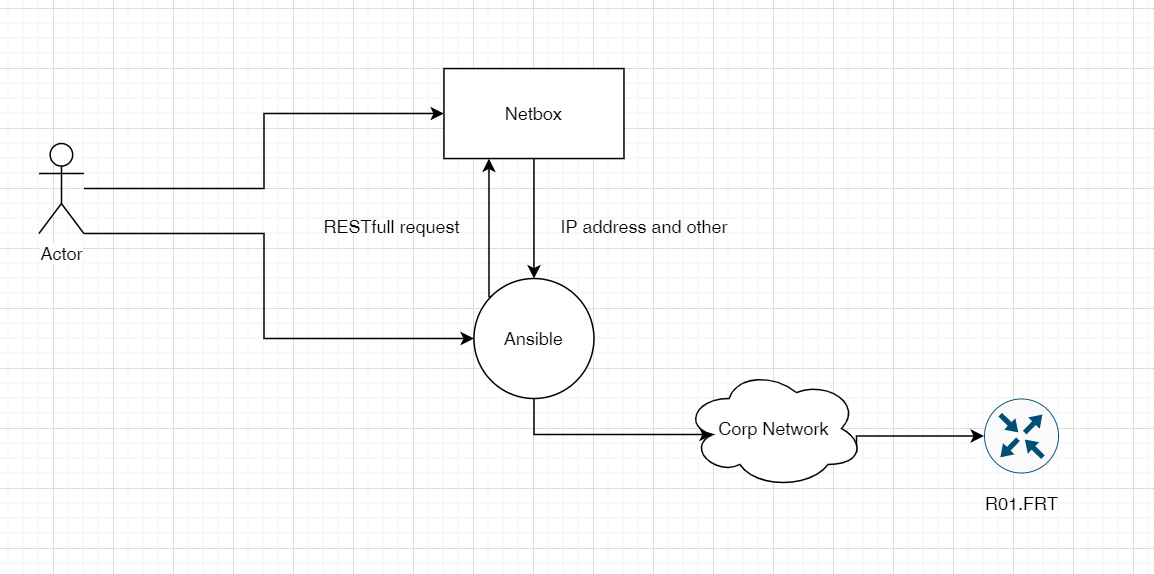 Netbox
Actor
RESTfull request
IP address and other
Ansible
Corp Network
R01.FRT